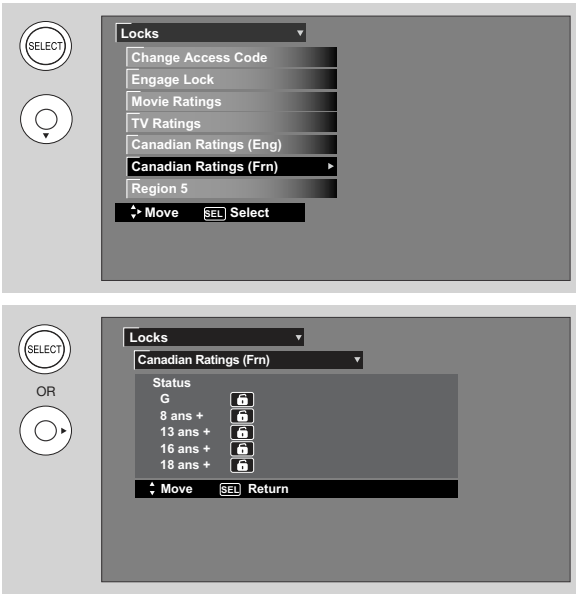 SELECT
Locks
Change Access Code
Engage Lock
Movie Ratings
TV Ratings
Canadian Ratings (Eng)
Canadian Ratings (Frn)
Region 5
Move SEL Select
SELECT
OR
Locks
Canadian Ratings (Frn)
Status
G
8 ans +
13 ans +
16 ans +
18 ans +
Move SEL Return